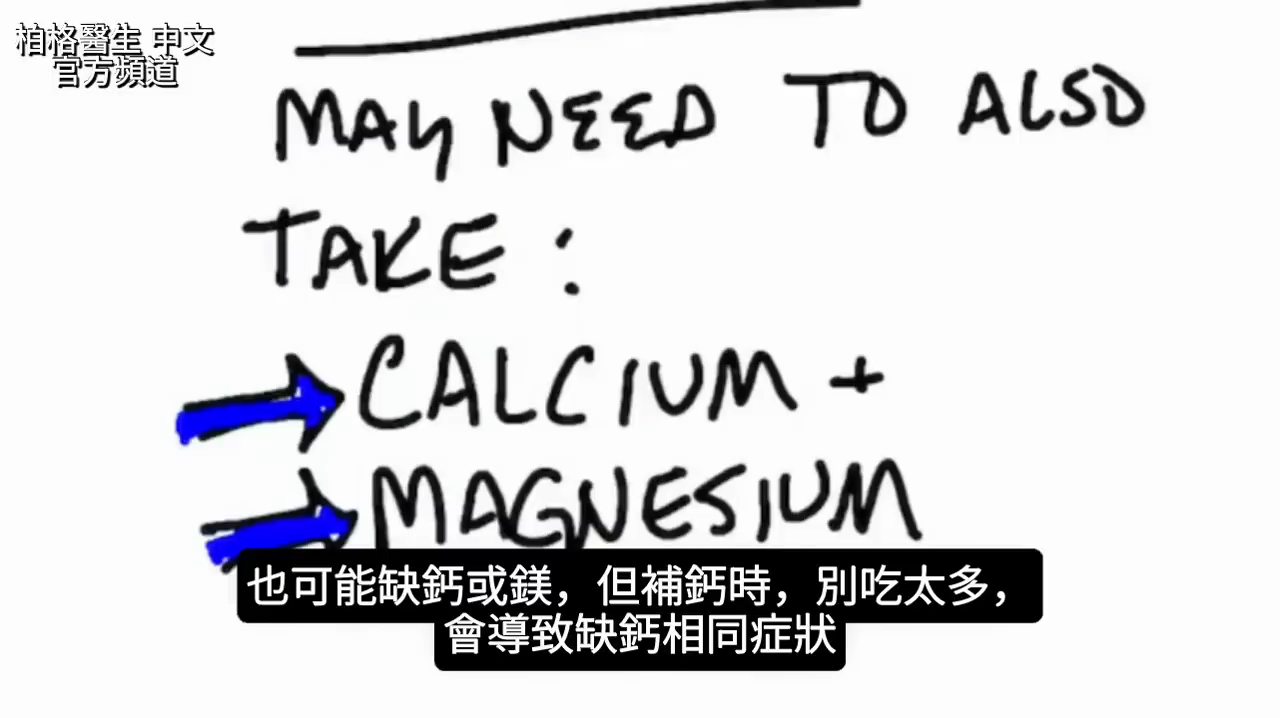 柏格醫生 中文
官方頻道
MAY NEED TO ALSO
TAKE :
CALCIUM +
MAGNESIUM
也可能缺鈣或鎂，但補鈣時，別吃太多，
會導致缺鈣相同症狀